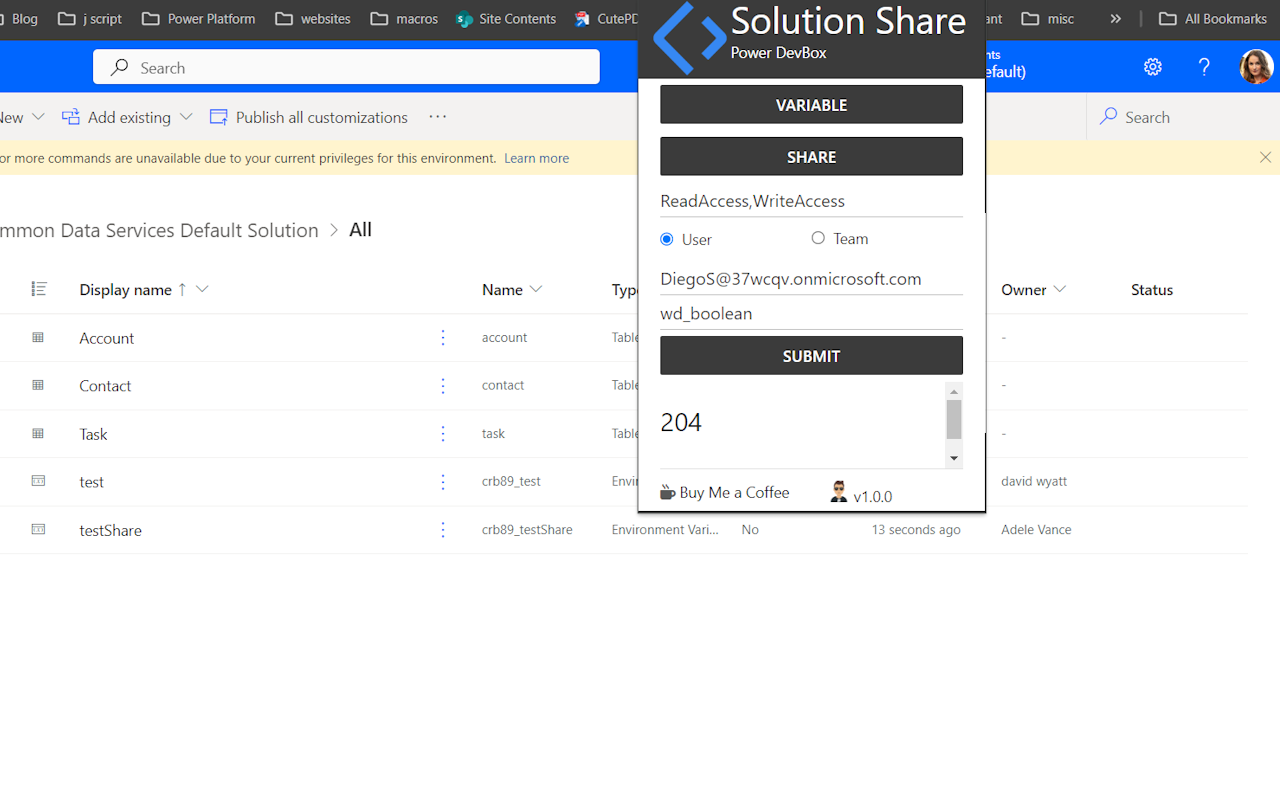 Blog j script Power Platform websites macros Site Contents CutePD ant misc » All Bookmarks
Solution Share
Power DevBox
Search
nts
efault)
New Add existing Publish all customizations ···
Search
or more commands are unavailable due to your current privileges for this environment. Learn more
VARIABLE
SHARE
ReadAccess,WriteAccess
User Team
DiegoS@37wcqv.onmicrosoft.com
wd_boolean
SUBMIT
204
Buy Me a Coffee v1.0.0
mmon Data Services Default Solution > All
Display name ↑ Name Type Owner Status
Account account Table -
Contact contact Table -
Task task Table -
test crb89_test Envi david wyatt
testShare crb89_testShare Environment Vari... No 13 seconds ago Adele Vance